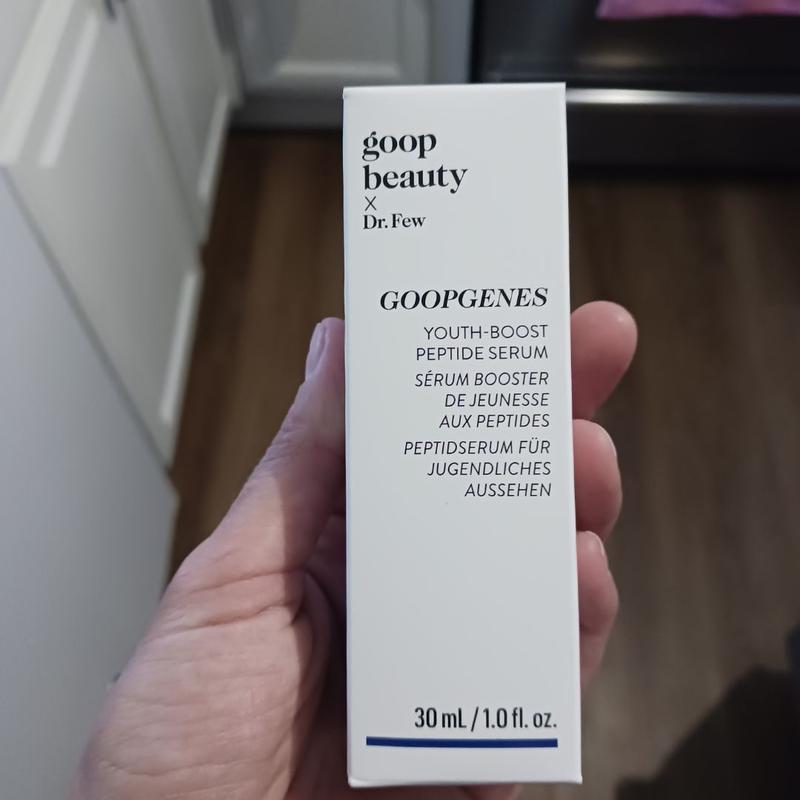 goop
beauty
X
Dr. Few
GOOPGENES
YOUTH-BOOST
PEPTIDE SERUM
SÉRUM BOOSTER
DE JEUNESSE
AUX PEPTIDES
PEPTIDSERUM FÜR
JUGENDLICHES
AUSSEHEN
30 mL / 1.0 fl. oz.